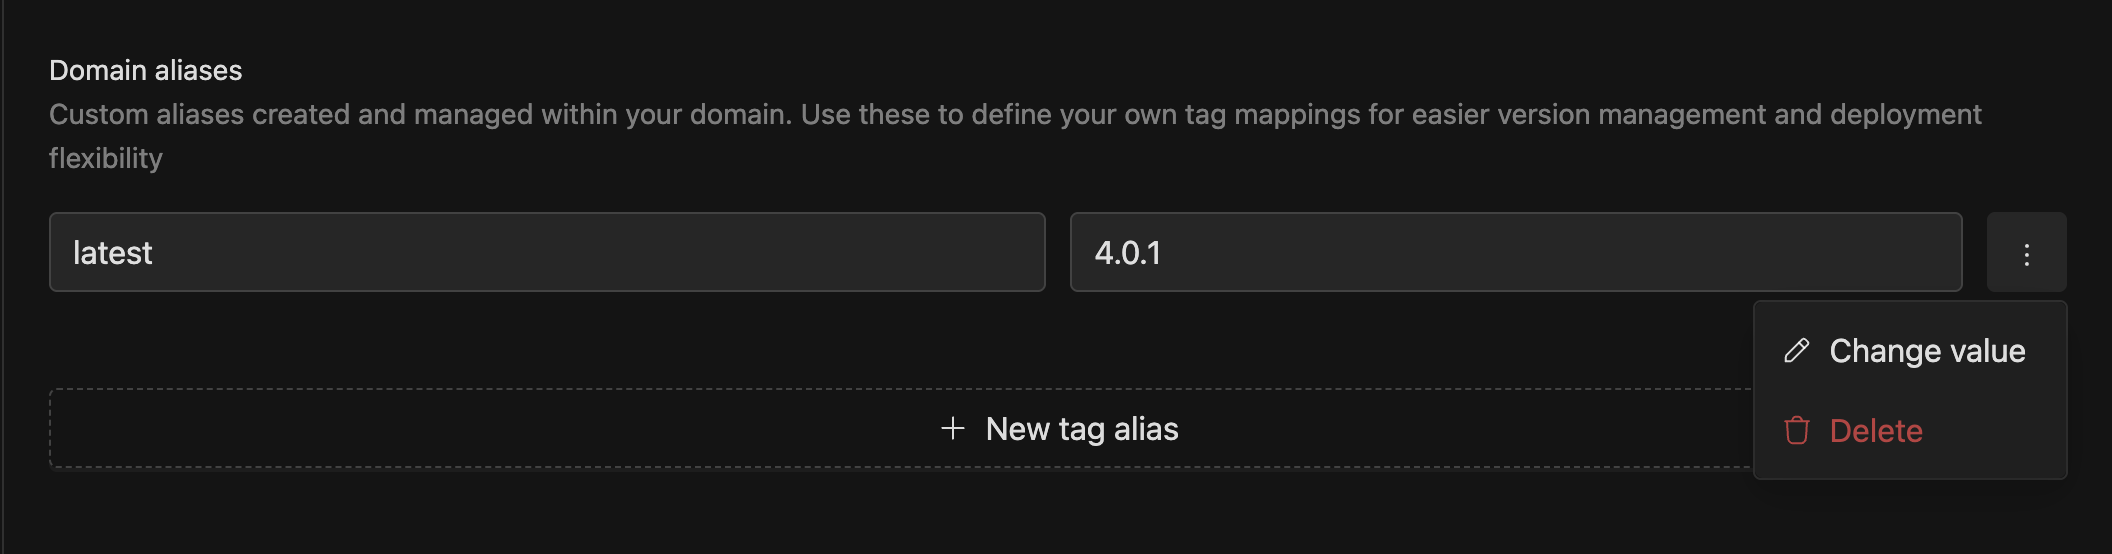 Domain aliases
Custom aliases created and managed within your domain. Use these to define your own tag mappings for easier version management and deployment
flexibility
latest
4.0.1
Change value
New tag alias
Delete